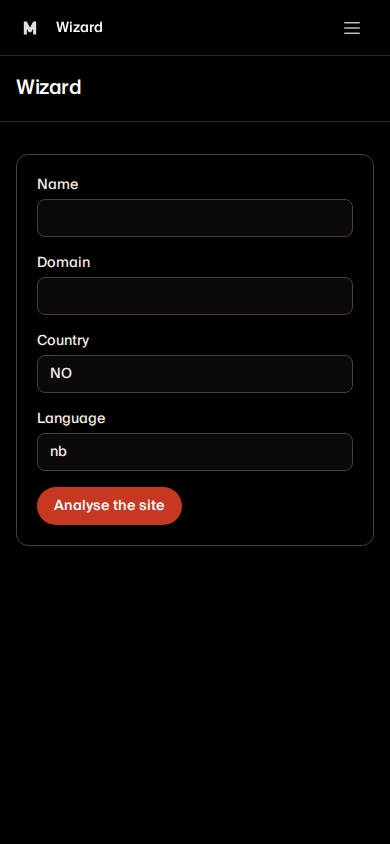 M Wizard
Wizard
Name
Domain
Country
NO
Language
nb
Analyse the site